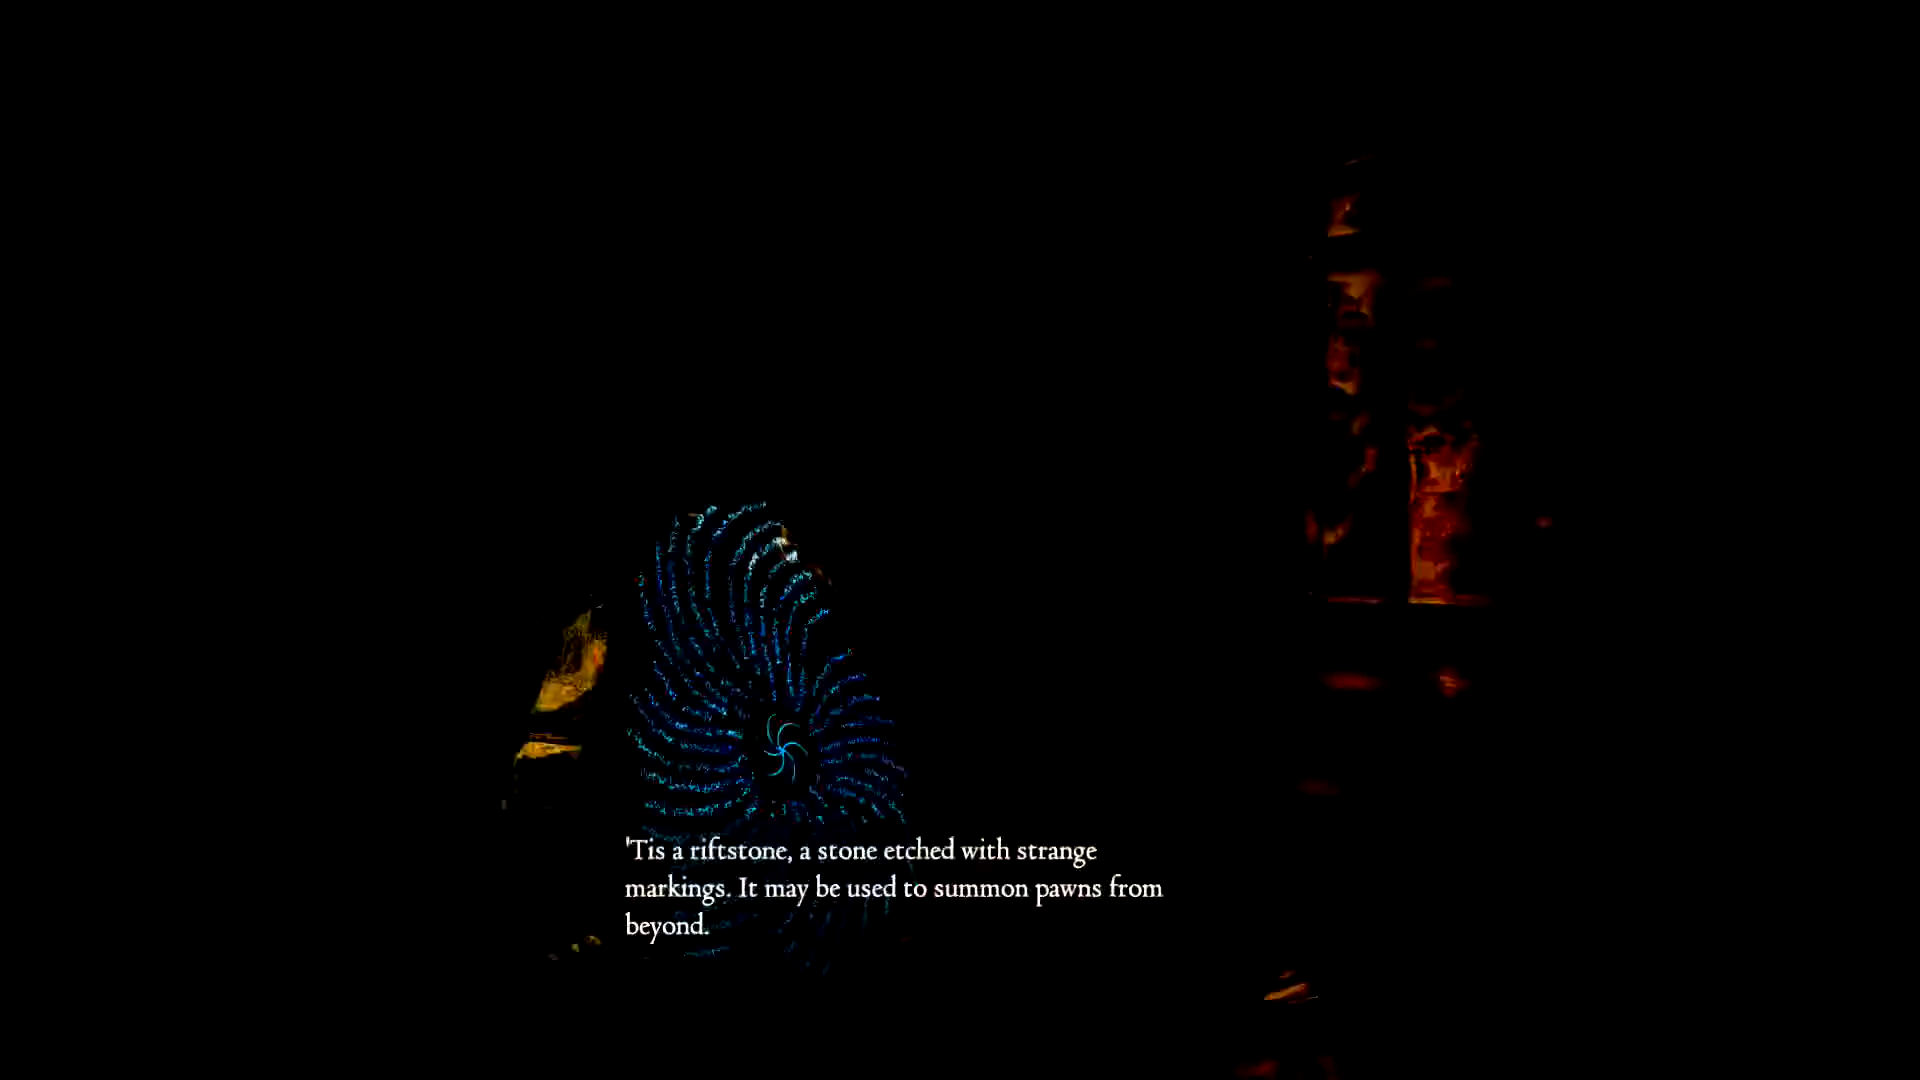 'Tis a riftstone, a stone etched with strange
markings. It may be used to summon pawns from
beyond.